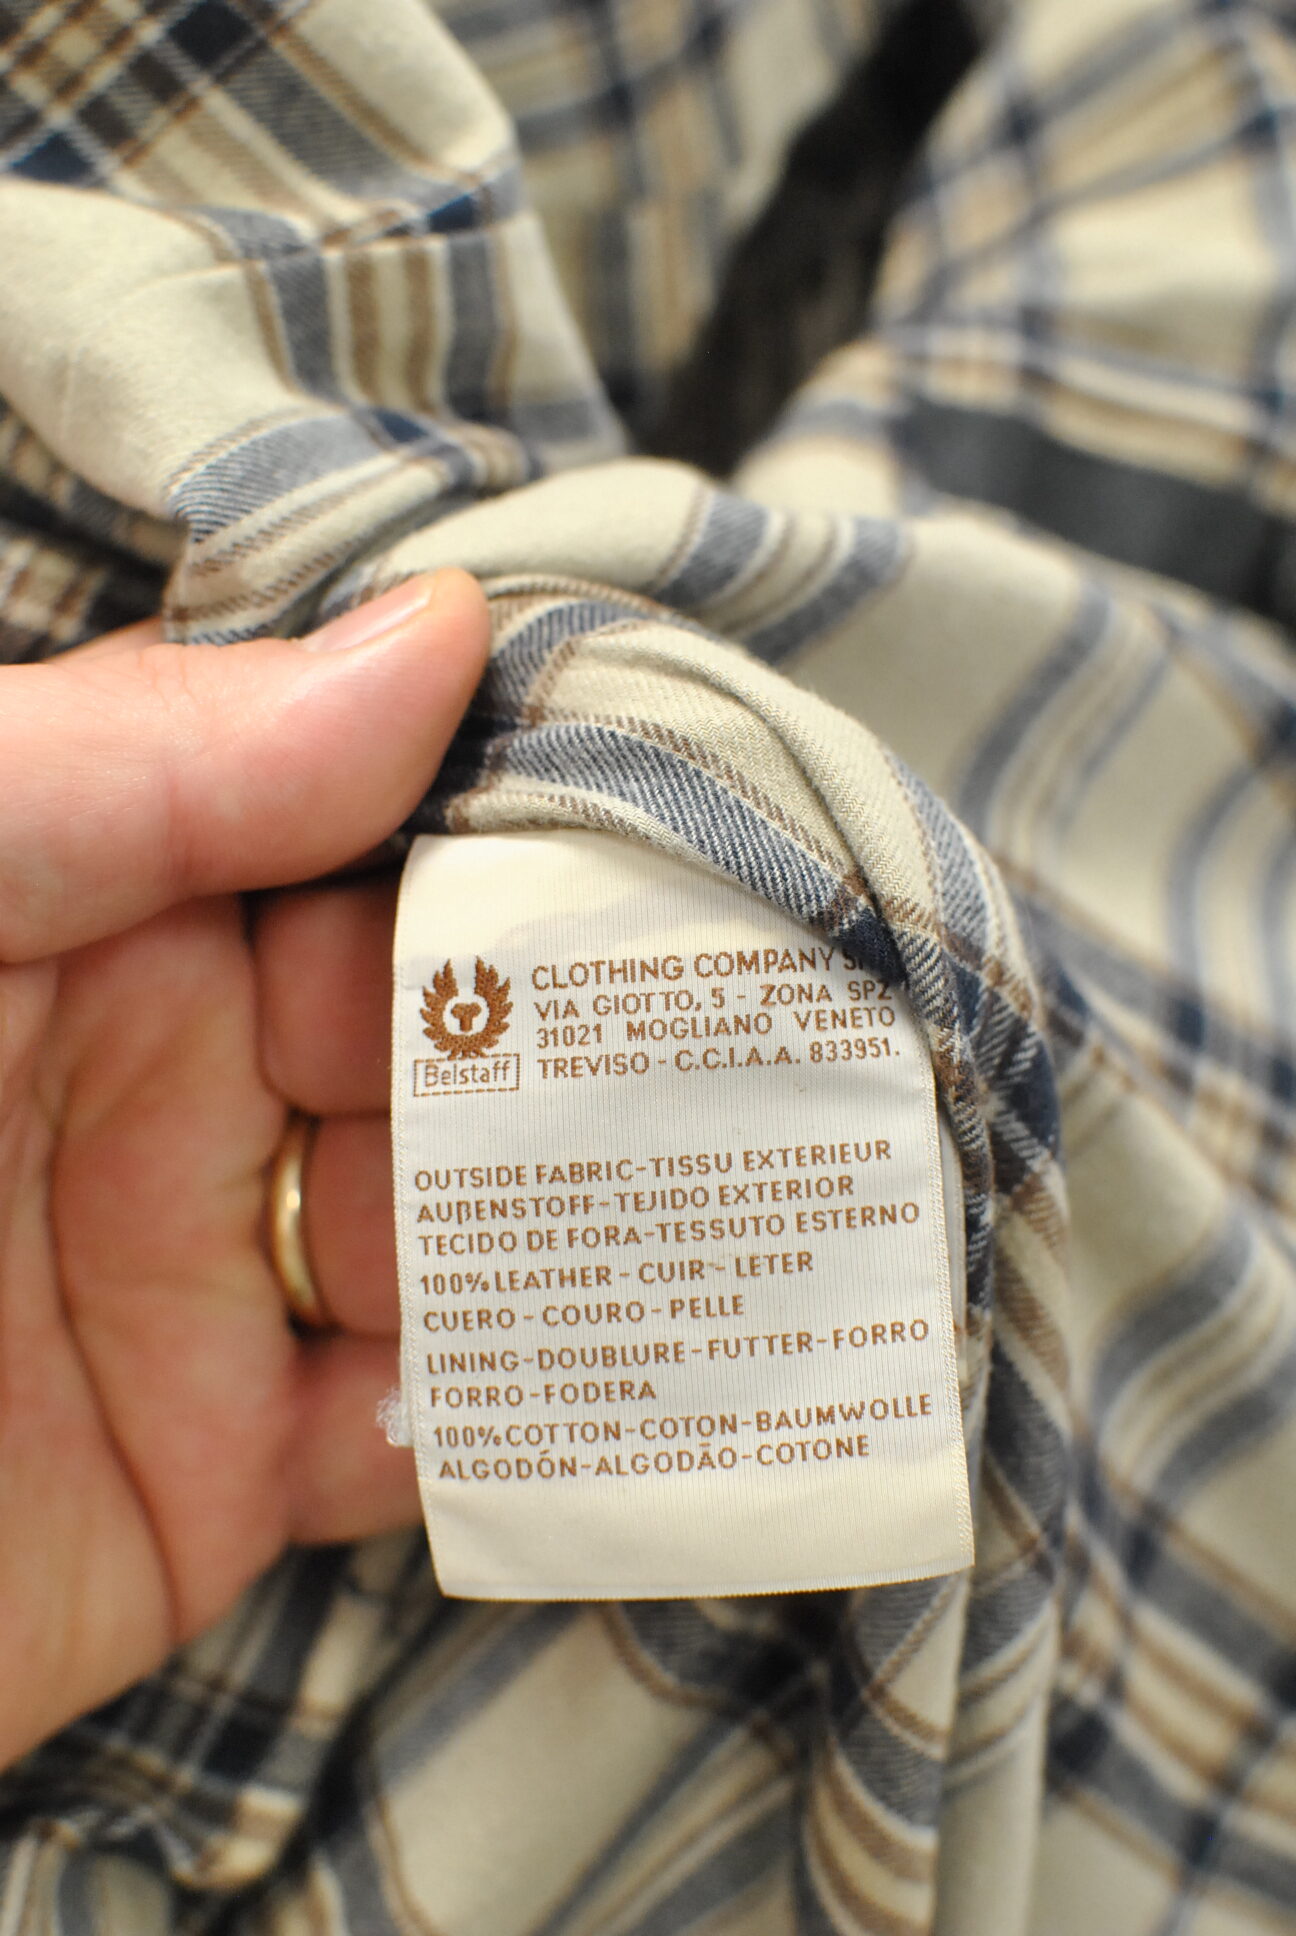 CLOTHING COMPANY
VIA GIOTTO, 5 - ZONA SPZ
31021 MOGLIANO VENETO
TREVISO - C.C.I.A.A. 833951.
Belstaff
OUTSIDE FABRIC-TISSU EXTERIEUR
AUßENSTOFF-TEJIDO EXTERIOR
TECIDO DE FORA-TESSUTO ESTERNO
100% LEATHER - CUIR - LETER
CUERO - COURO - PELLE
LINING-DOUBLURE-FUTTER-FORRO
FORRO-FODERA
100% COTTON-COTON-BAUMWOLLE
ALGODÓN-ALGODÃO-COTONE